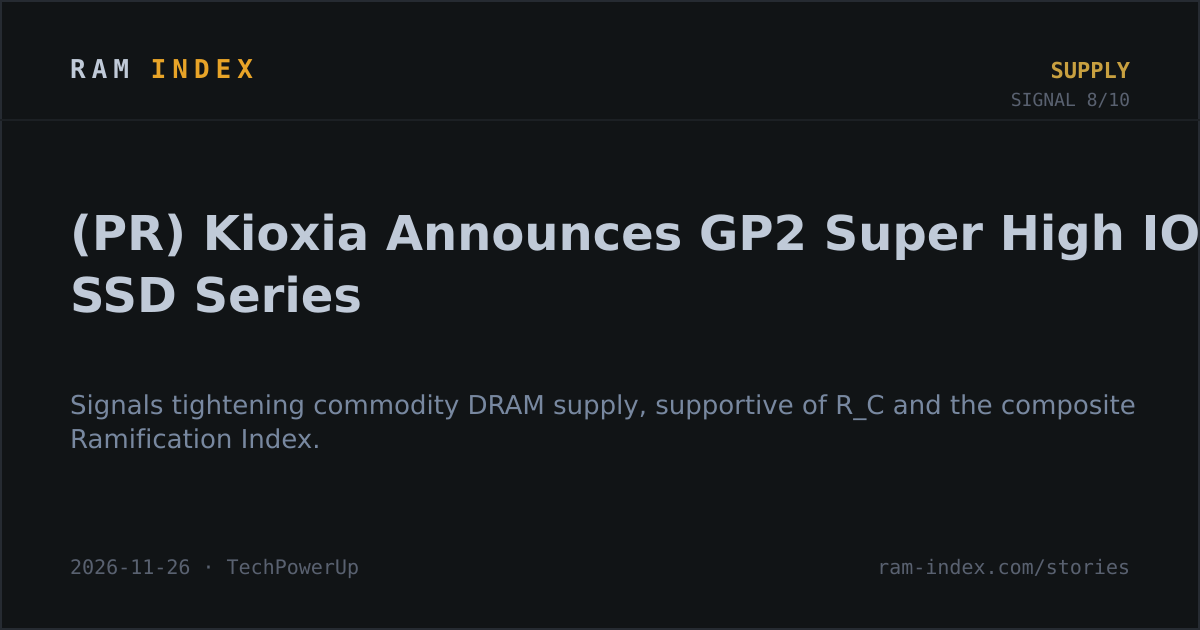 RAM INDEX
SUPPLY
SIGNAL 8/10
(PR) Kioxia Announces GP2 Super High IO
SSD Series
Signals tightening commodity DRAM supply, supportive of R_C and the composite
Ramification Index.
2026-11-26 · TechPowerUp
ram-index.com/stories